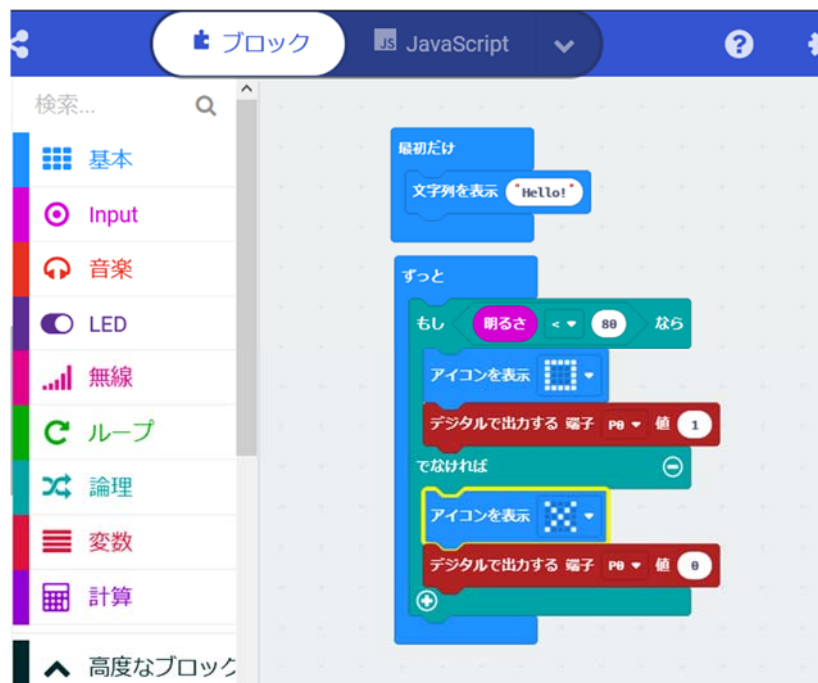 ブロック
JS JavaScript
?
検索...
基本
Input
音楽
LED
無線
ループ
論理
変数
計算
高度なブロック
最初だけ
文字列を表示 "Hello!"
ずっと
もし 明るさ < 80 なら
アイコンを表示
デジタルで出力する 端子 P0 値 1
でなければ
アイコンを表示
デジタルで出力する 端子 P0 値 0